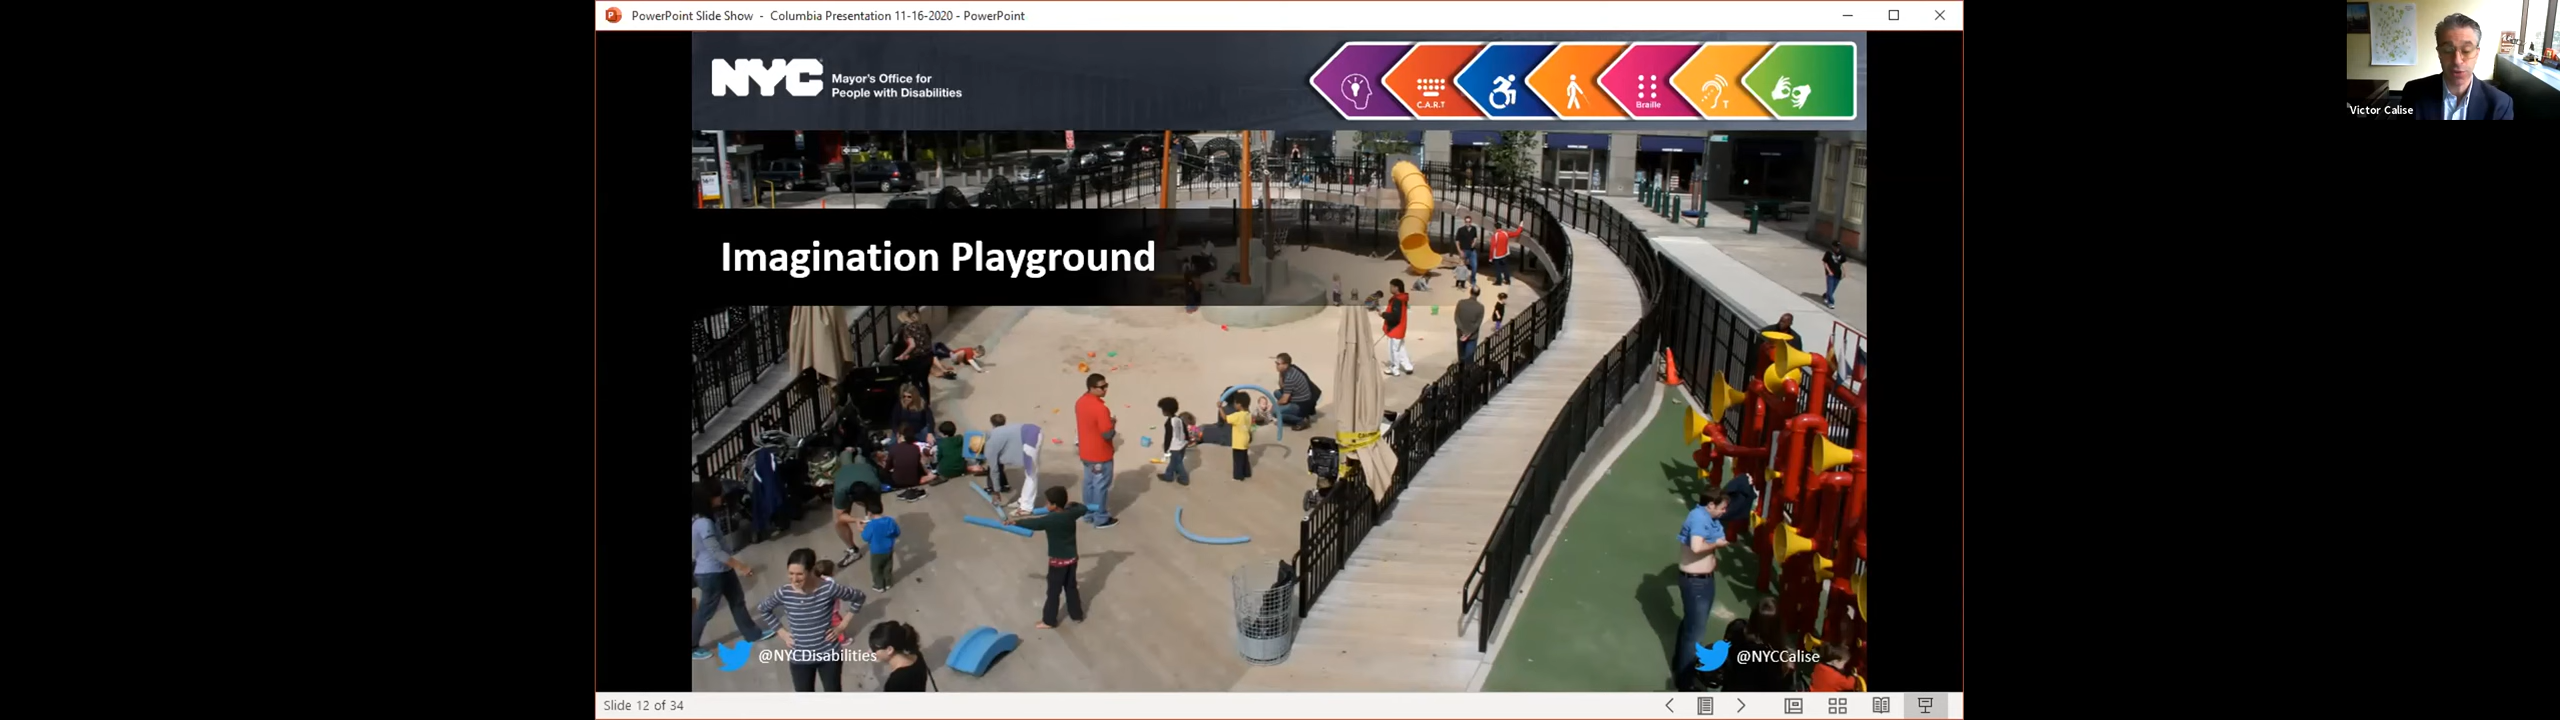 PowerPoint Slide Show - Columbia Presentation 11-16-2020 - PowerPoint
NYC
Mayor's Office for
People with Disabilities
C.A.R.T
Braille
T
Imagination Playground
@NYCDisabilities
@NYCCalise
Slide 12 of 34
Victor Calise